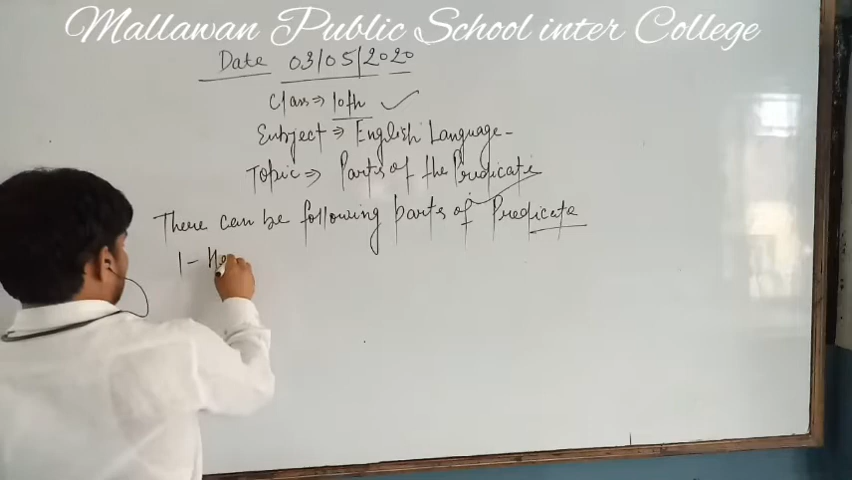 Mallawan Public School inter College
Date 03/05/2020
Class ⇒ 10th ✓
Subject ⇒ English Language -
Topic ⇒ Parts of the Predicate
There can be following parts of Predicate
1- He